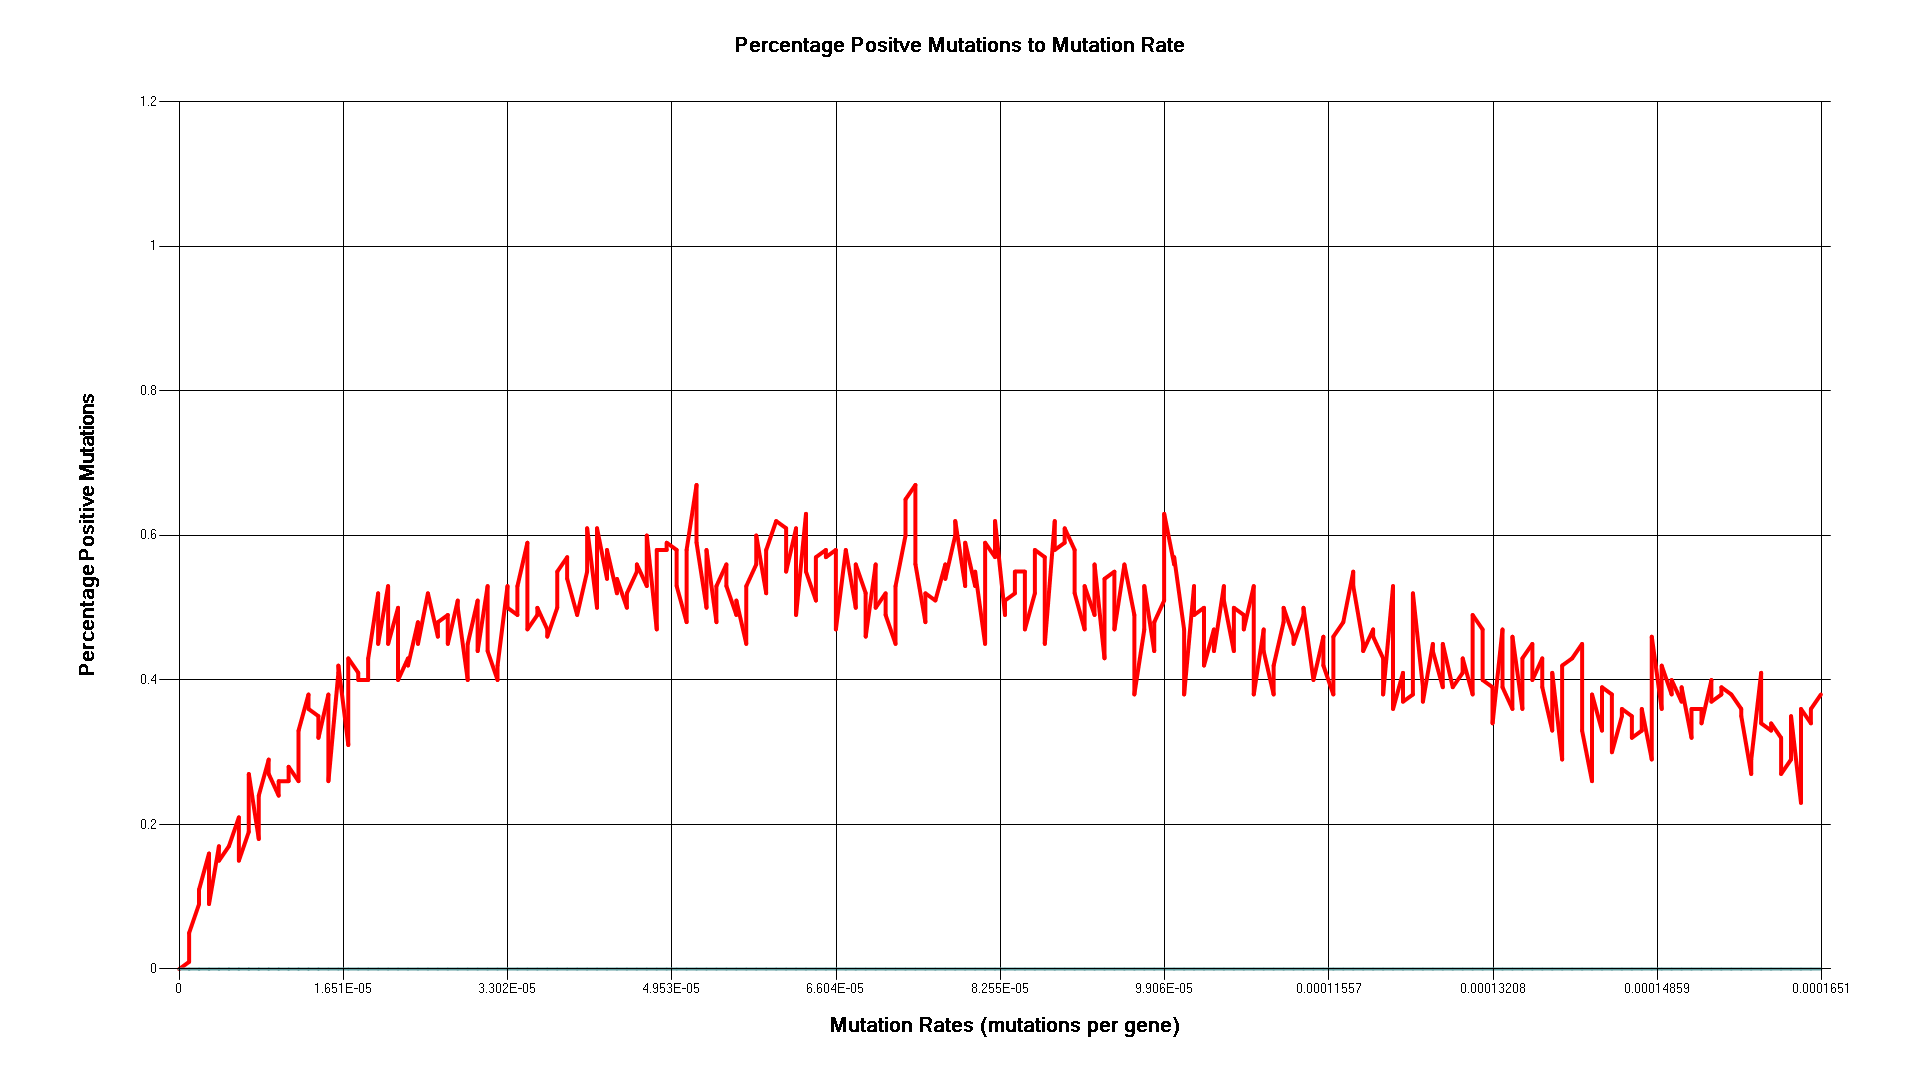 Percentage Positve Mutations to Mutation Rate
1.2
1
0.8
0.6
0.4
0.2
0
Percentage Positive Mutations
0 1.651E-05 3.302E-05 4.953E-05 6.604E-05 8.255E-05 9.906E-05 0.00011557 0.00013208 0.00014859 0.0001651
Mutation Rates (mutations per gene)